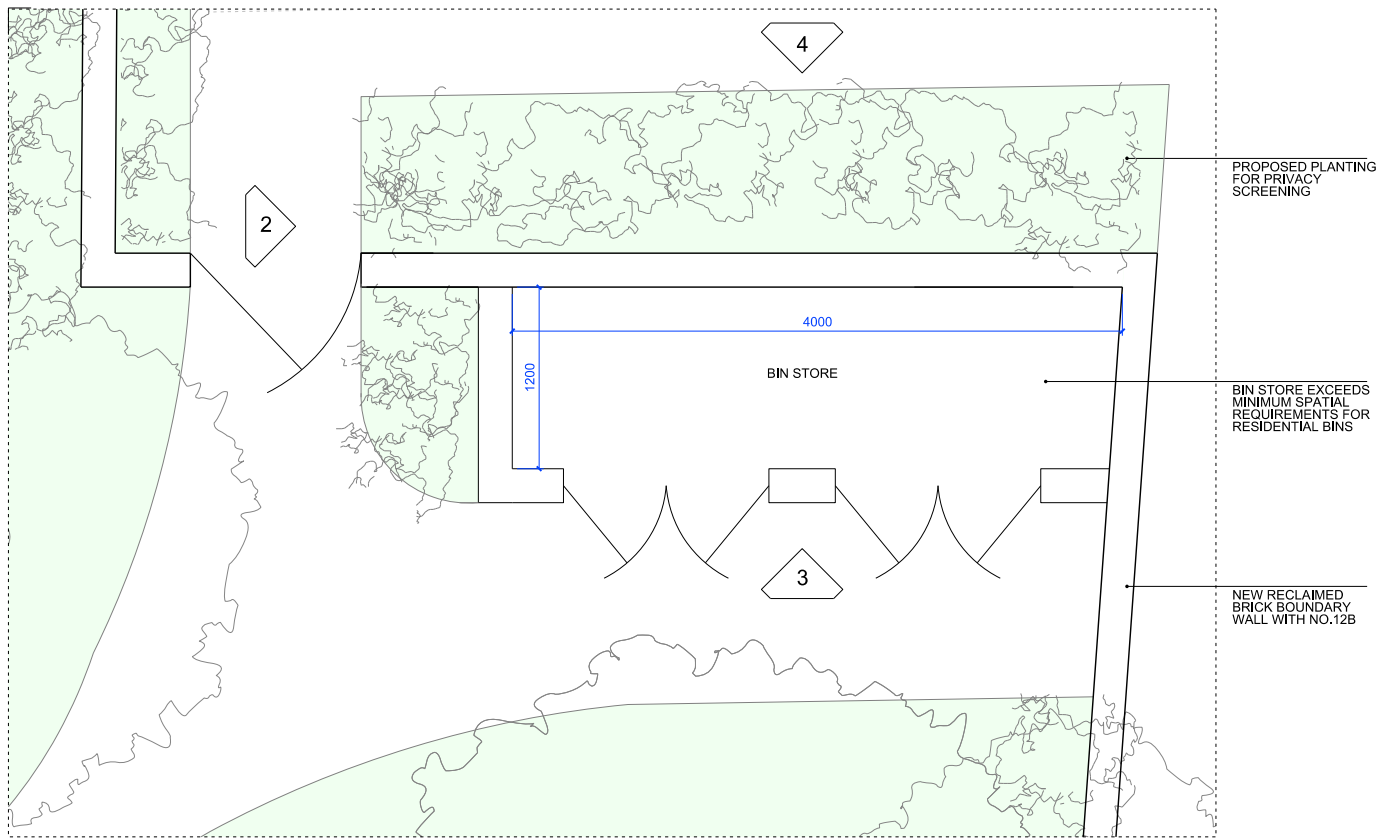 4
PROPOSED PLANTING
FOR PRIVACY
SCREENING
2
4000
1200
BIN STORE
BIN STORE EXCEEDS
MINIMUM SPATIAL
REQUIREMENTS FOR
RESIDENTIAL BINS
3
NEW RECLAIMED
BRICK BOUNDARY
WALL WITH NO.12B